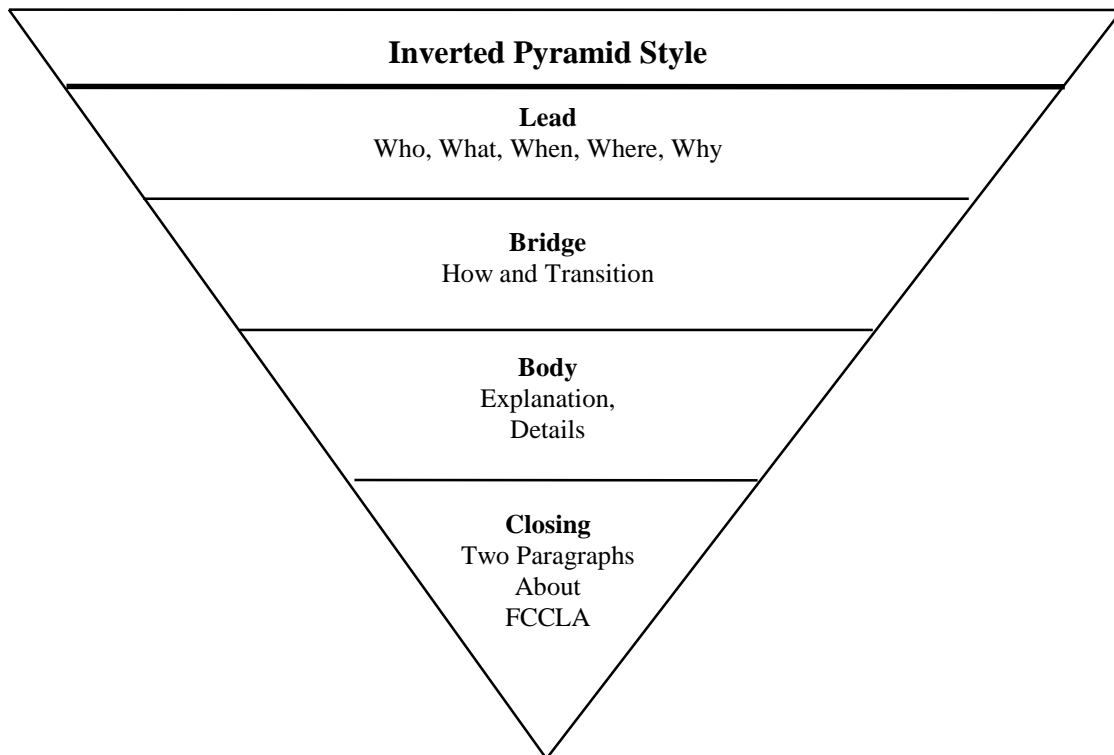 Inverted Pyramid Style
Lead
Who, What, When, Where, Why
Bridge
How and Transition
Body
Explanation,
Details
Closing
Two Paragraphs
About
FCCLA